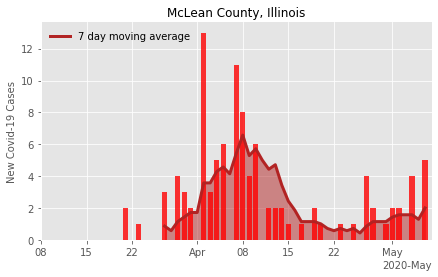 McLean County, Illinois
7 day moving average
New Covid-19 Cases
12
10
8
6
4
2
0
08 15 22 Apr 08 15 22 May
2020-May